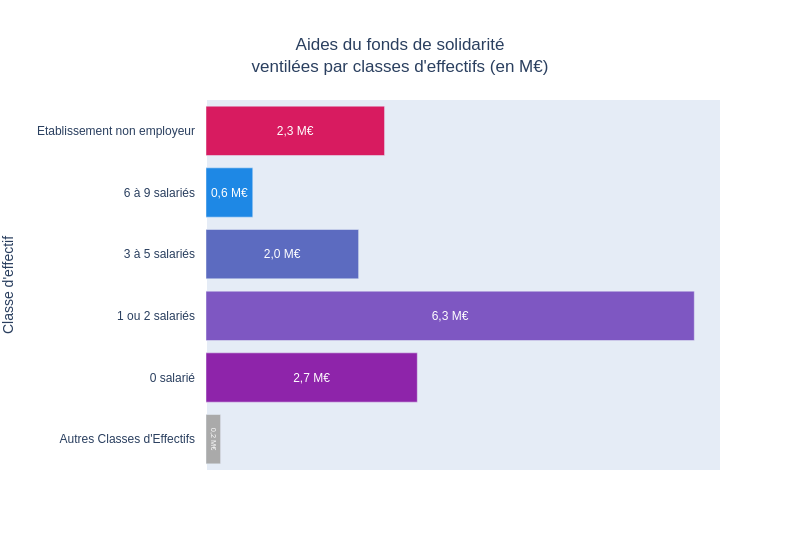 Aides du fonds de solidarité
ventilées par classes d'effectifs (en M€)
Classe d'effectif
Etablissement non employeur
2,3 M€
6 à 9 salariés
0,6 M€
3 à 5 salariés
2,0 M€
1 ou 2 salariés
6,3 M€
0 salarié
2,7 M€
Autres Classes d'Effectifs
0,2 M€